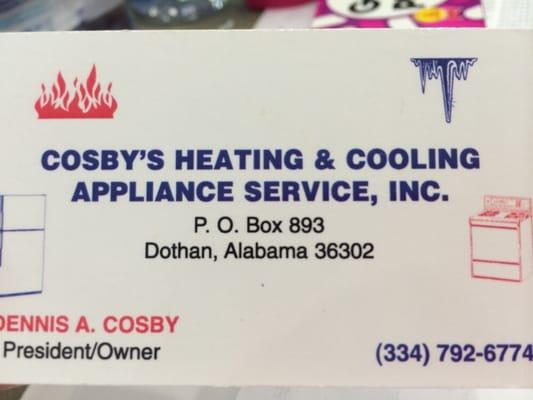 COSBY'S HEATING & COOLING
APPLIANCE SERVICE, INC.
P. O. Box 893
Dothan, Alabama 36302
DENNIS A. COSBY
President/Owner
(334) 792-6774